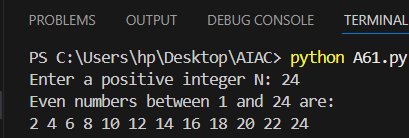 PROBLEMS OUTPUT DEBUG CONSOLE TERMINAL
PS C:\Users\hp\Desktop\AIAC> python A61.py
Enter a positive integer N: 24
Even numbers between 1 and 24 are:
2 4 6 8 10 12 14 16 18 20 22 24